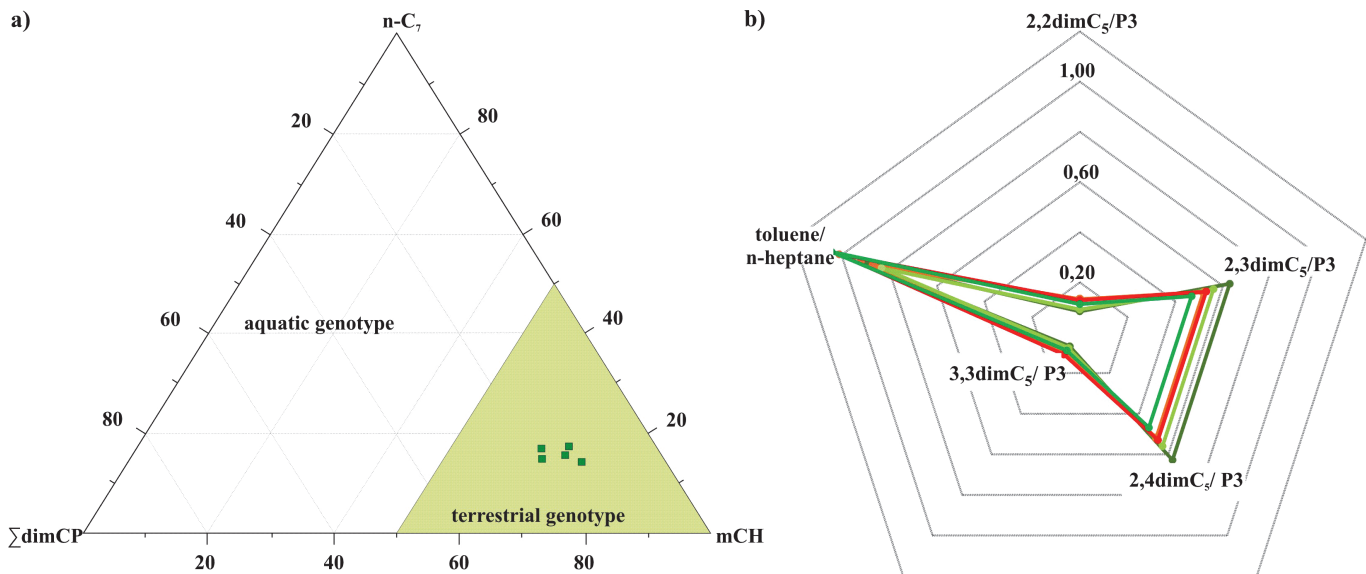 a)
n-C₇
20
80
40
60
aquatic genotype
60
40
80
20
terrestrial genotype
∑dimCP
mCH
20
40
60
80
b)
2,2dimC₅/P3
1,00
0,60
toluene/
n-heptane
0,20
2,3dimC₅/P3
3,3dimC₅/ P3
2,4dimC₅/ P3